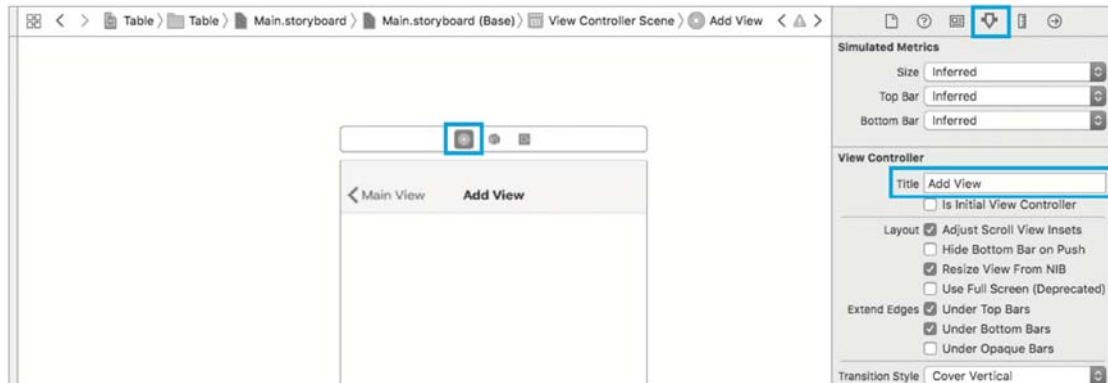 Table Table Main.storyboard Main.storyboard (Base) View Controller Scene Add View
Main View Add View
Simulated Metrics
Size Inferred
Top Bar Inferred
Bottom Bar Inferred
View Controller
Title Add View
Is Initial View Controller
Layout Adjust Scroll View Insets
Hide Bottom Bar on Push
Resize View From NIB
Use Full Screen (Deprecated)
Extend Edges Under Top Bars
Under Bottom Bars
Under Opaque Bars
Transition Style Cover Vertical